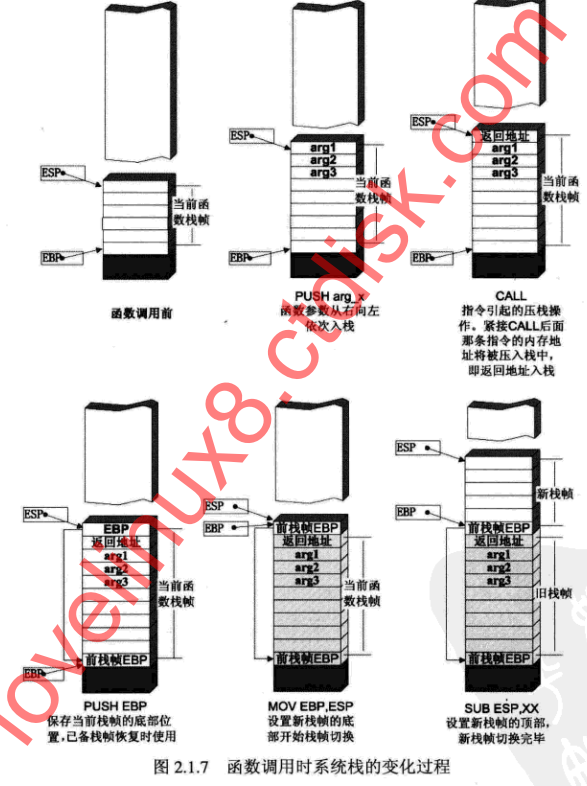 ESP
EBP
当前函
数栈帧
函数调用前
ESP
EBP
arg1
arg2
arg3
当前函
数栈帧
PUSH arg_x
函数参数从右向左
依次入栈
ESP
EBP
返回地址
arg1
arg2
arg3
当前函
数栈帧
CALL
指令引起的压栈操
作。紧接CALL后面
那条指令的内存地
址将被压入栈中，
即返回地址入栈
ESP
EBP
EBP
返回地址
arg1
arg2
arg3
前栈帧EBP
当前函
数栈帧
PUSH EBP
保存当前栈帧的底部位
置,已备栈帧恢复时使用
ESP
EBP
前栈帧EBP
返回地址
arg1
arg2
arg3
前栈帧EBP
当前函
数栈帧
MOV EBP,ESP
设置新栈帧的底
部开始栈帧切换
ESP
EBP
新栈帧
前栈帧EBP
返回地址
arg1
arg2
arg3
前栈帧EBP
旧栈帧
SUB ESP,XX
设置新栈帧的顶部，
新栈帧切换完毕
图 2.1.7 函数调用时系统栈的变化过程
lovelinux8.ctdisk.com